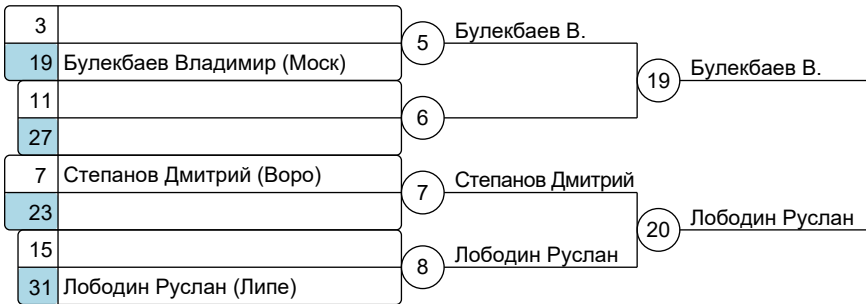 3
19 Булекбаев Владимир (Моск)
11
27
7 Степанов Дмитрий (Воро)
23
15
31 Лободин Руслан (Липе)
5 Булекбаев В.
6
7 Степанов Дмитрий
8 Лободин Руслан
19 Булекбаев В.
20 Лободин Руслан